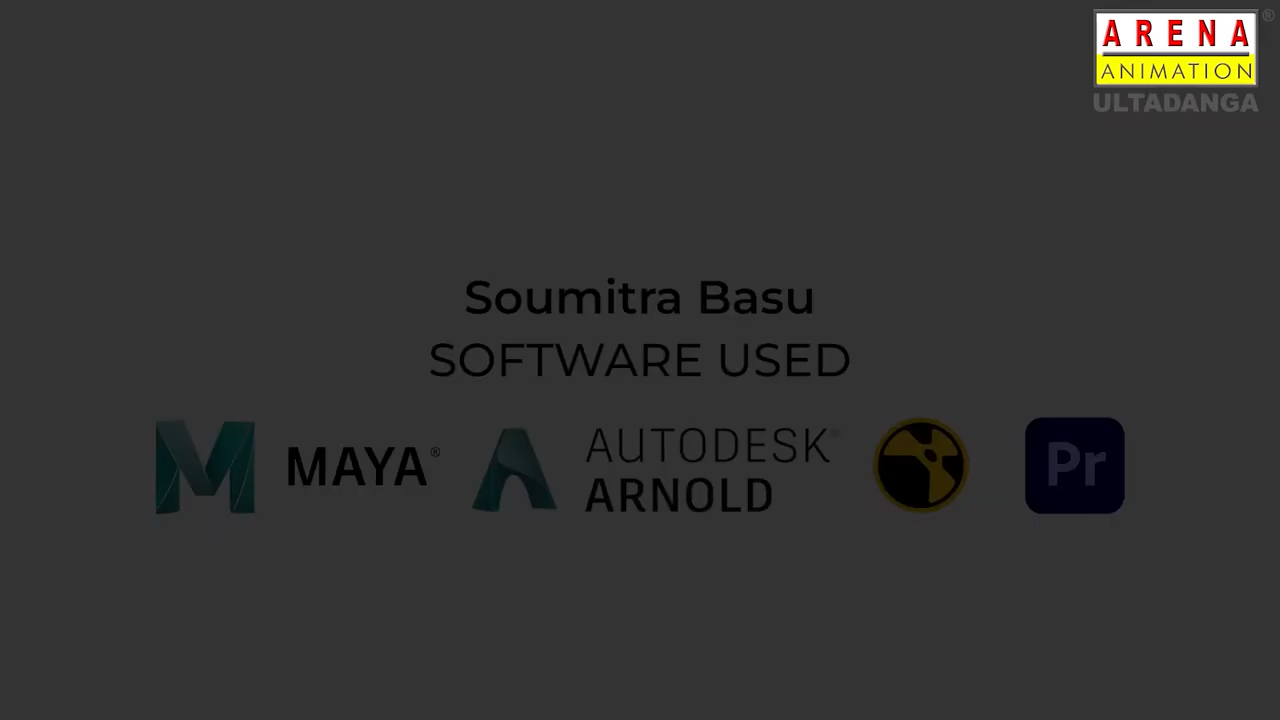 ARENA®
ANIMATION
ULTADANGA
Soumitra Basu
SOFTWARE USED
MAYA®
AUTODESK®
ARNOLD
Pr